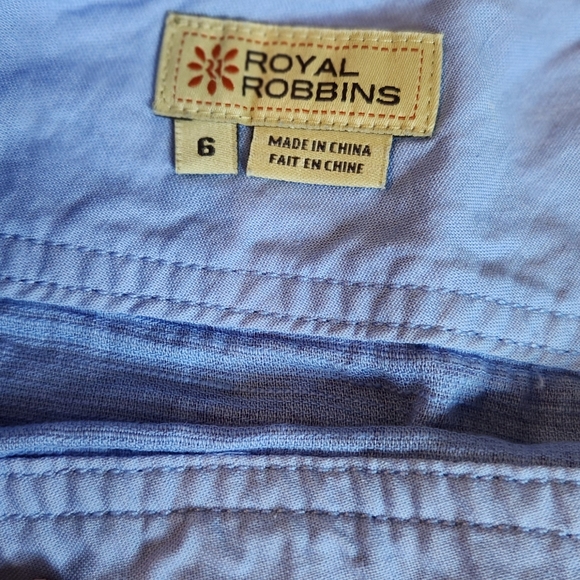 ROYAL
ROBBINS
6
MADE IN CHINA
FAIT EN CHINE